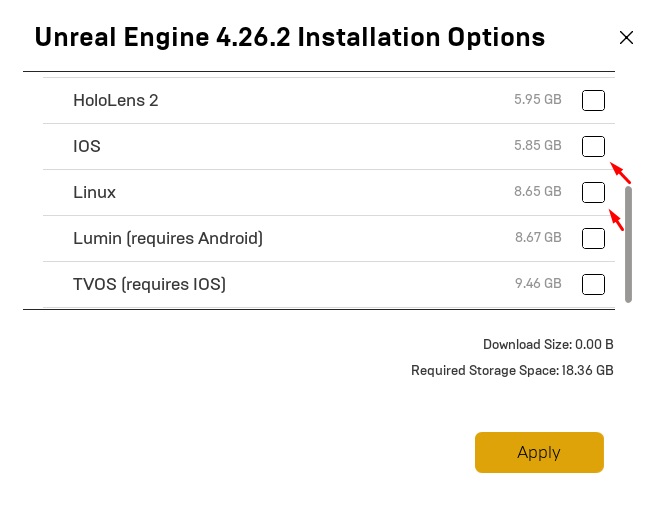 Unreal Engine 4.26.2 Installation Options
HoloLens 2 5.95 GB
IOS 5.85 GB
Linux 8.65 GB
Lumin (requires Android) 8.67 GB
TVOS (requires IOS) 9.46 GB
Download Size: 0.00 B
Required Storage Space: 18.36 GB
Apply